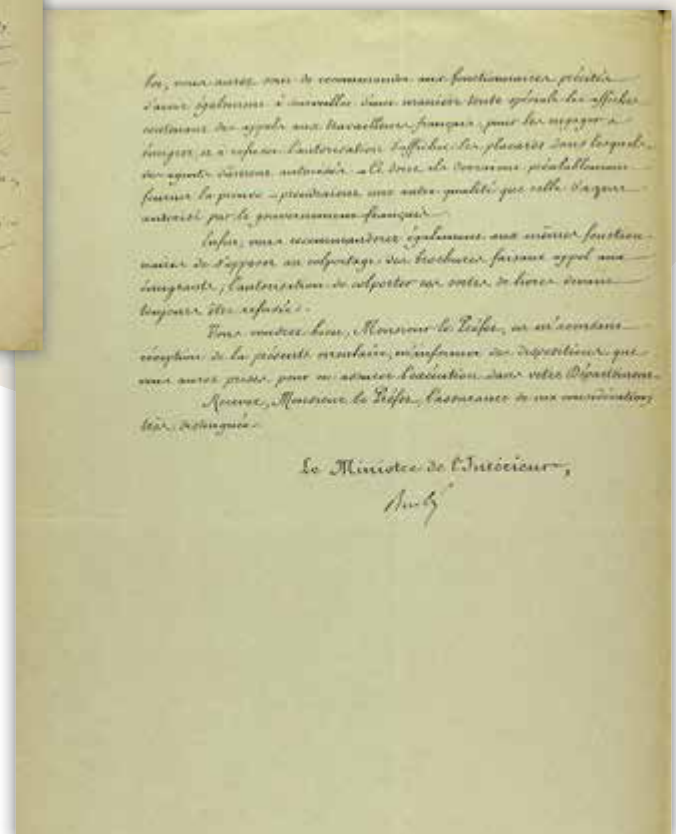 loi, vous aurez soin de recommander aux fonctionnaires précités
d'avoir également à surveiller d'une manière toute spéciale les affiches
contenant des appels aux travailleurs français pour les engager à
émigrer et à refuser l'autorisation d'afficher les placards dans lesquels
des agents dûment autorisés – ce dont ils devraient préalablement
fournir la preuve – prendraient une autre qualité que celle d'agent
autorisé par le gouvernement français.
Enfin, vous recommanderez également aux mêmes fonction
naires de s'opposer au colportage des brochures faisant appel aux
émigrants, l'autorisation de colporter ces sortes de livres devant
toujours être refusée.
Vous voudrez bien, Monsieur le Préfet, en m'accusant
réception de la présente circulaire, m'informer des dispositions que
vous aurez prises pour en assurer l'exécution dans votre Département.
Recevez, Monsieur le Préfet, l'assurance de ma considération
très distinguée.
Le Ministre de l'Intérieur,